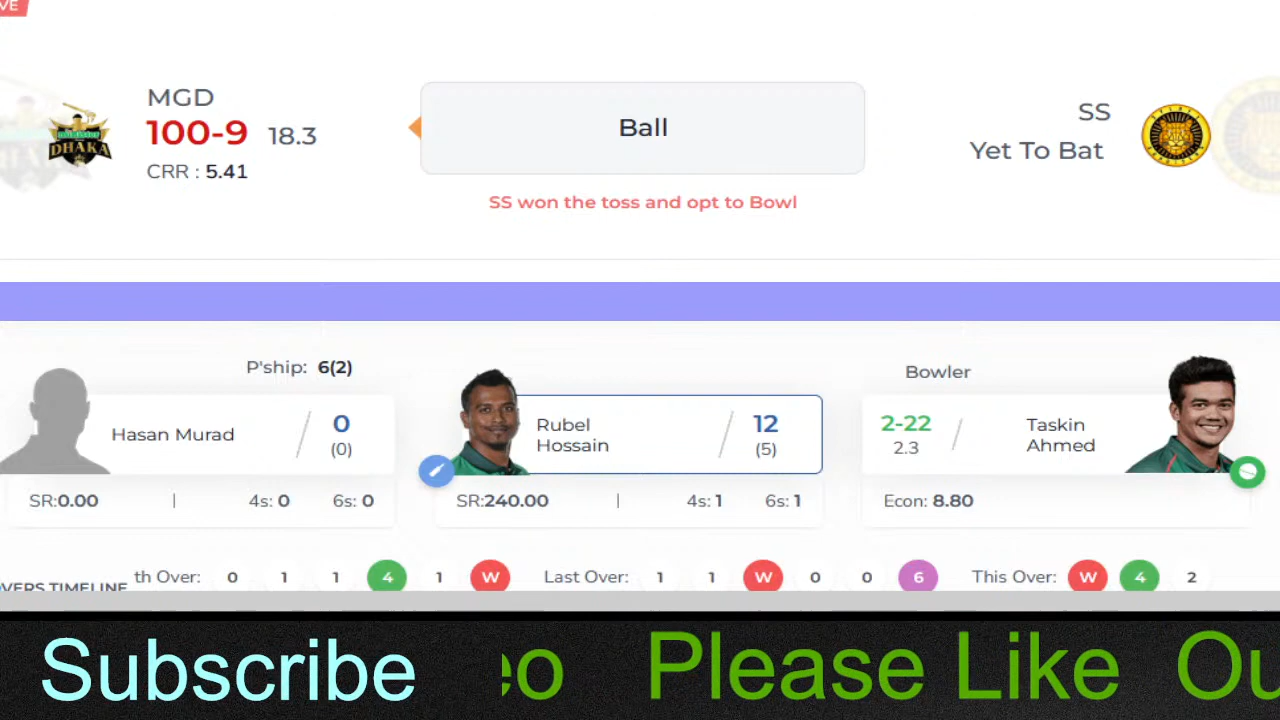 VE
MGD
100-9 18.3
CRR : 5.41
DHAKA
Ball
SS won the toss and opt to Bowl
SS
Yet To Bat
P'ship: 6(2)
Hasan Murad 0
(0)
SR:0.00 | 4s: 0 6s: 0
Rubel
Hossain
12
(5)
SR:240.00 | 4s: 1 6s: 1
Bowler
2-22
2.3
Taskin
Ahmed
Econ: 8.80
OVERS TIMELINE th Over: 0 1 1 4 1 W Last Over: 1 1 W 0 0 6 This Over: W 4 2
Subscribe eo Please Like Ou